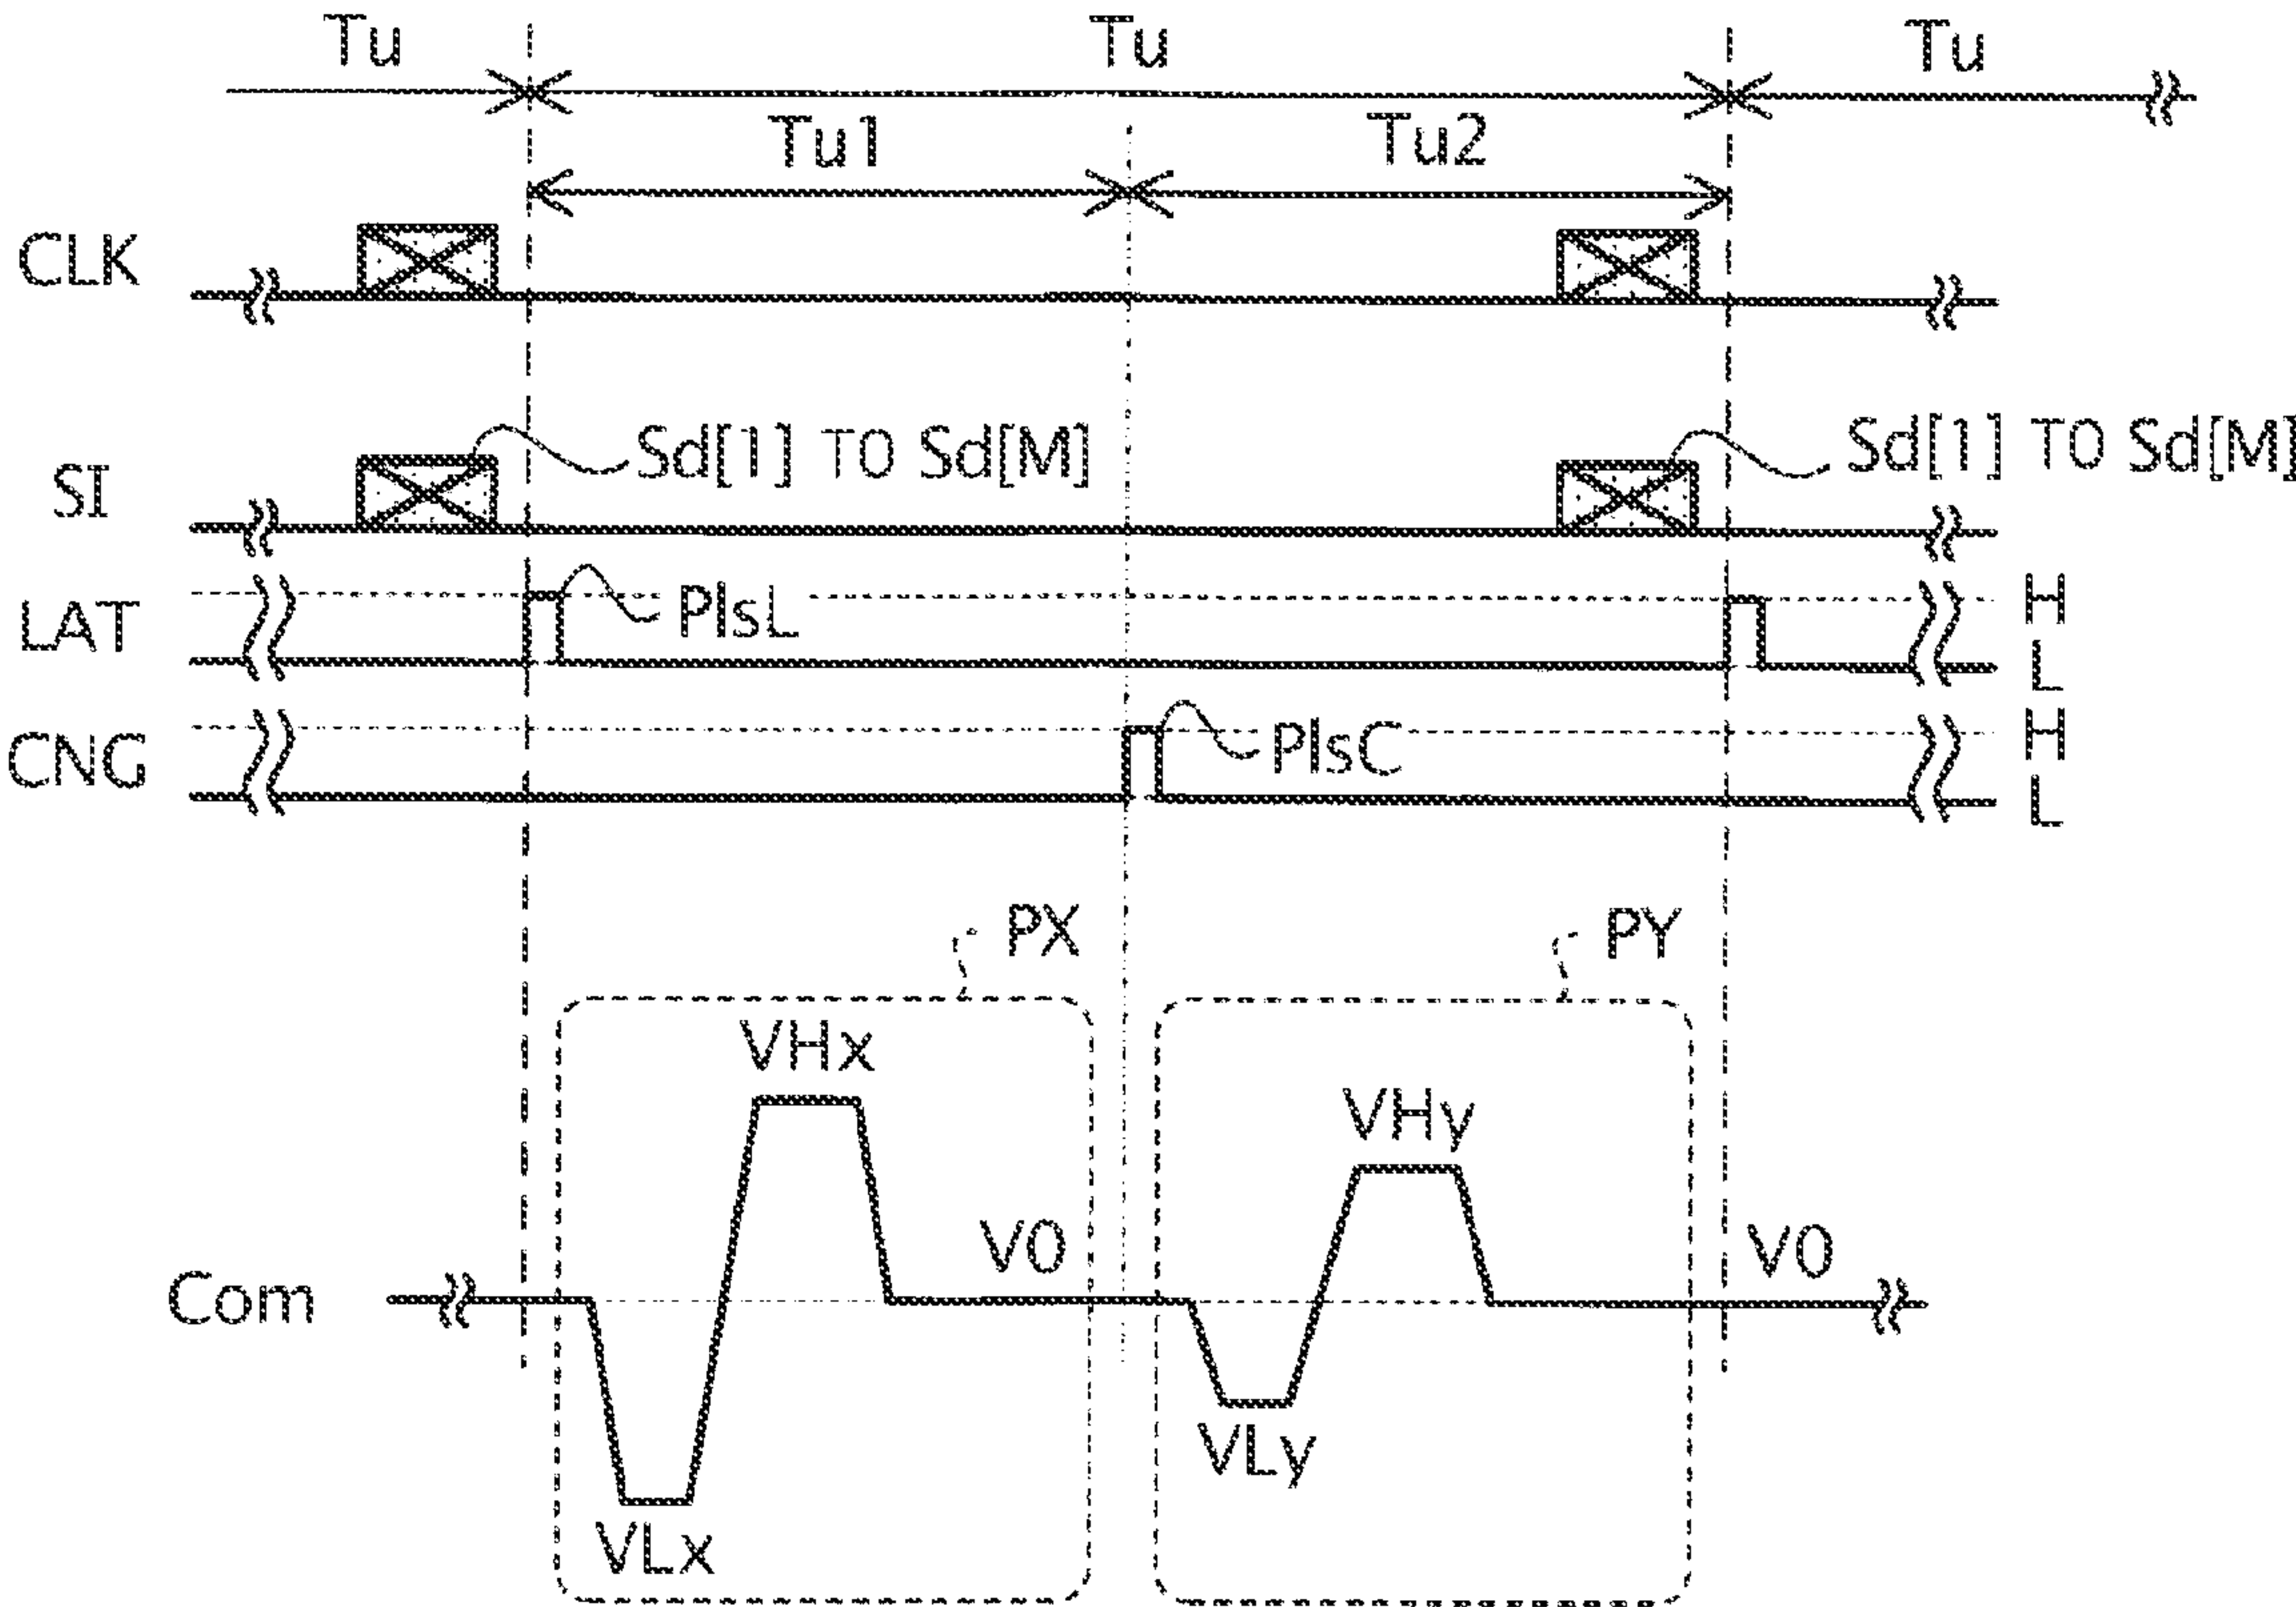 Tu Tu Tu
Tu1 Tu2
CLK
SI Sd[1] TO Sd[M] Sd[1] TO Sd[M]
LAT PlsL H
L
CNG PlsC H
L
PX PY
VHx VHy
Com V0 V0
VLx VLy